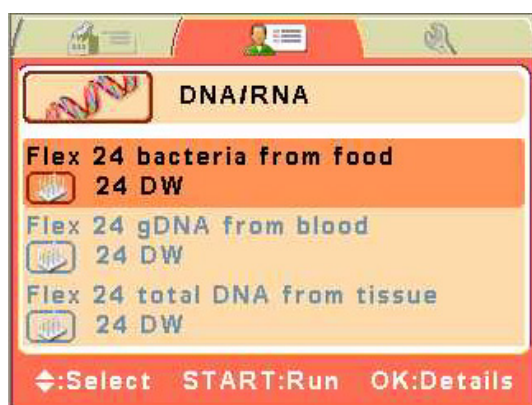 DNA/RNA
Flex 24 bacteria from food
24 DW
Flex 24 gDNA from blood
24 DW
Flex 24 total DNA from tissue
24 DW
:Select START:Run OK:Details